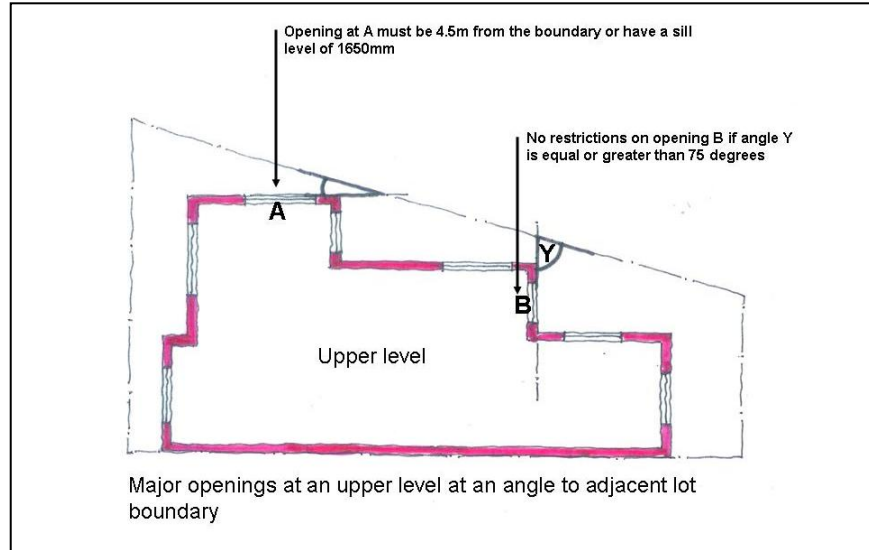 Opening at A must be 4.5m from the boundary or have a sill
level of 1650mm
No restrictions on opening B if angle Y
is equal or greater than 75 degrees
A
Y
B
Upper level
Major openings at an upper level at an angle to adjacent lot
boundary